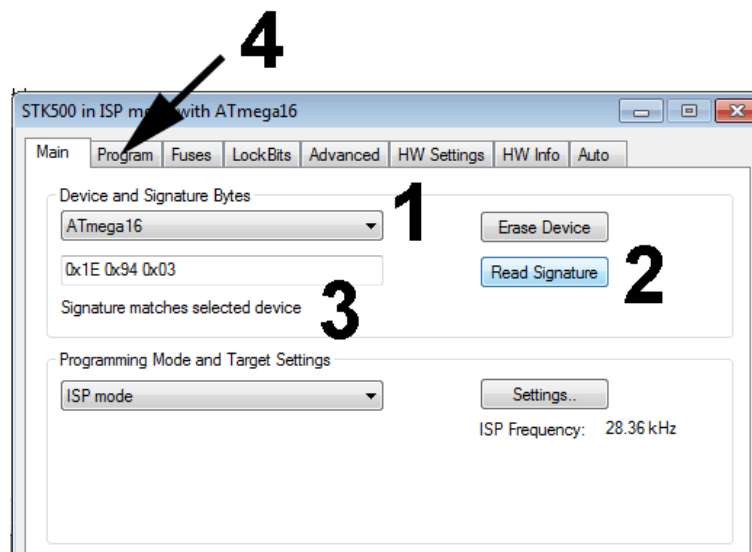 4
STK500 in ISP mode with ATmega16
Main Program Fuses LockBits Advanced HW Settings HW Info Auto
Device and Signature Bytes
ATmega16 1 Erase Device
0x1E 0x94 0x03 Read Signature 2
Signature matches selected device 3
Programming Mode and Target Settings
ISP mode Settings..
ISP Frequency: 28.36 kHz